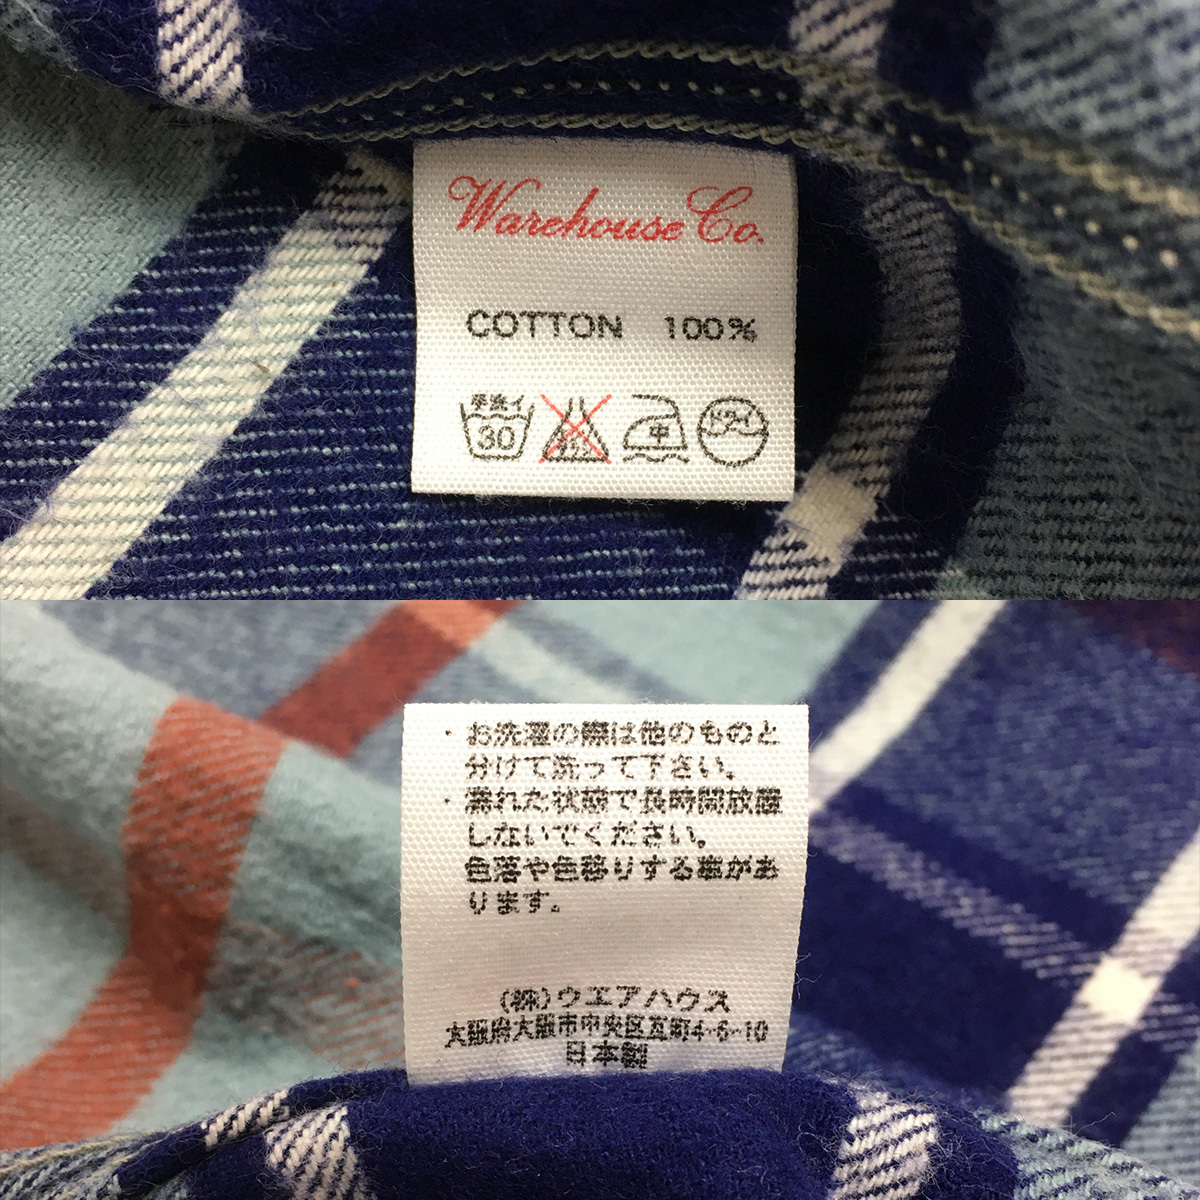 Warehouse Co.
COTTON 100%
手洗イ
30
中
ドライ
・お洗濯の際は他のものと
分けて洗って下さい。
・濡れた状態で長時間放置
しないでください。
色落や色移りする事があ
ります。
(株)ウエアハウス
大阪府大阪市中央区瓦町4-6-10
日本製